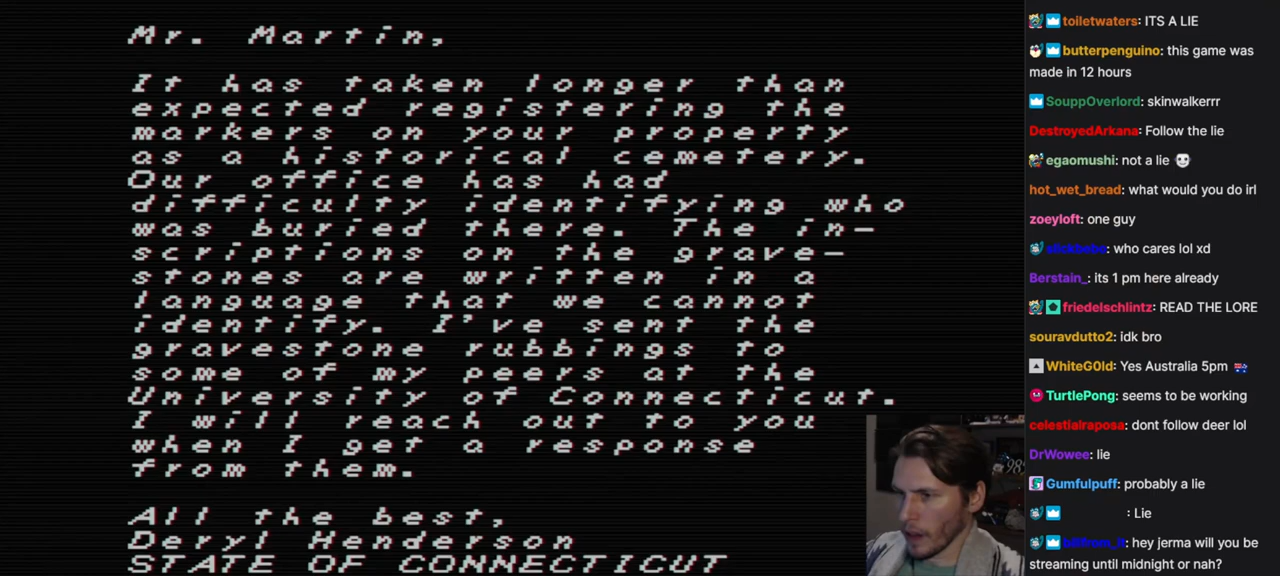 Mr. Martin,
It has taken longer than
expected registering the
markers on your property
as a historical cemetery.
Our office has had
difficulty identifying who
was buried there. The in-
scriptions on the grave-
stones are written in a
language that we cannot
identify. I've sent the
gravestone rubbings to
some of my peers at the
University of Connecticut.
I will reach out to you
when I get a response
from them.
All the best,
Deryl Henderson
STATE OF CONNECTICUT
toiletwaters: ITS A LIE
butterpenguino: this game was
made in 12 hours
SouppOverlord: skinwalkerrr
DestroyedArkana: Follow the lie
egaomushi: not a lie
hot_wet_bread: what would you do irl
zoeyloft: one guy
: who cares lol xd
Berstain_: its 1 pm here already
friedelschlintz: READ THE LORE
souravdutto2: idk bro
WhiteG0ld: Yes Australia 5pm
TurtlePong: seems to be working
celestialraposa: dont follow deer lol
DrWowee: lie
Gumfulpuff: probably a lie
: Lie
: hey jerma will you be
streaming until midnight or nah?